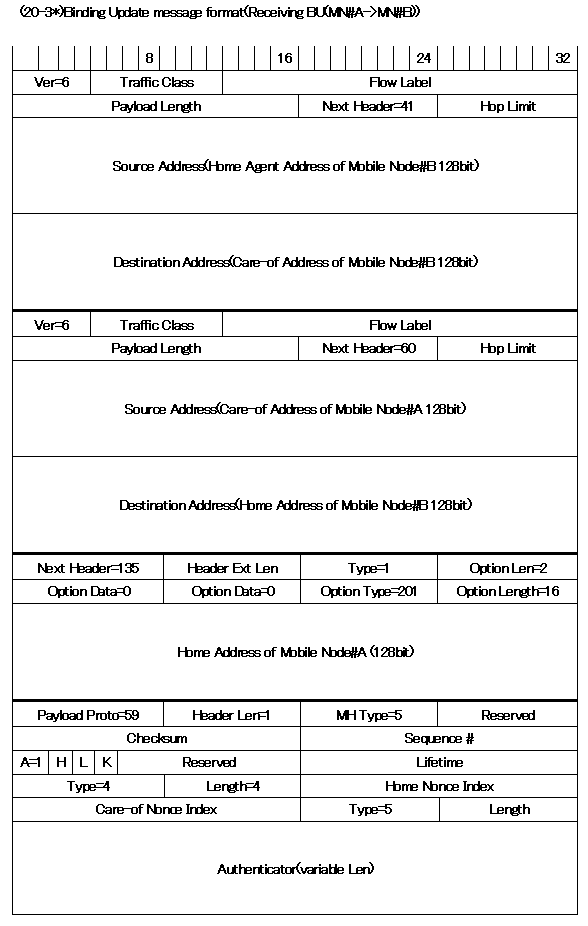 (20-3*)Binding Update message format(Receiving BU(MN#A->MN#B))
8 16 24 32
Ver=6 Traffic Class Flow Label
Payload Length Next Header=41 Hop Limit
Source Address(Home Agent Address of Mobile Node#B 128bit)
Destination Address(Care-of Address of Mobile Node#B 128bit)
Ver=6 Traffic Class Flow Label
Payload Length Next Header=60 Hop Limit
Source Address(Care-of Address of Mobile Node#A 128bit)
Destination Address(Home Address of Mobile Node#B 128bit)
Next Header=135 Header Ext Len Type=1 Option Len=2
Option Data=0 Option Data=0 Option Type=201 Option Length=16
Home Address of Mobile Node#A (128bit)
Payload Proto=59 Header Len=1 MH Type=5 Reserved
Checksum Sequence #
A=1 H L K Reserved Lifetime
Type=4 Length=4 Home Nonce Index
Care-of Nonce Index Type=5 Length
Authenticator(variable Len)